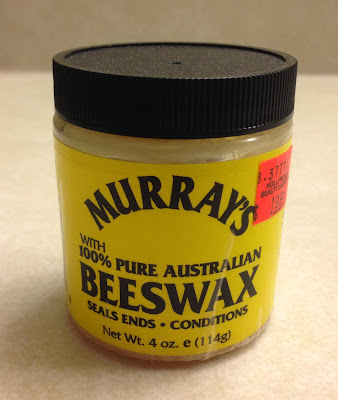 MURRAY'S
WITH
100% PURE AUSTRALIAN
BEESWAX
SEALS ENDS • CONDITIONS
Net Wt. 4 oz. e (114g)